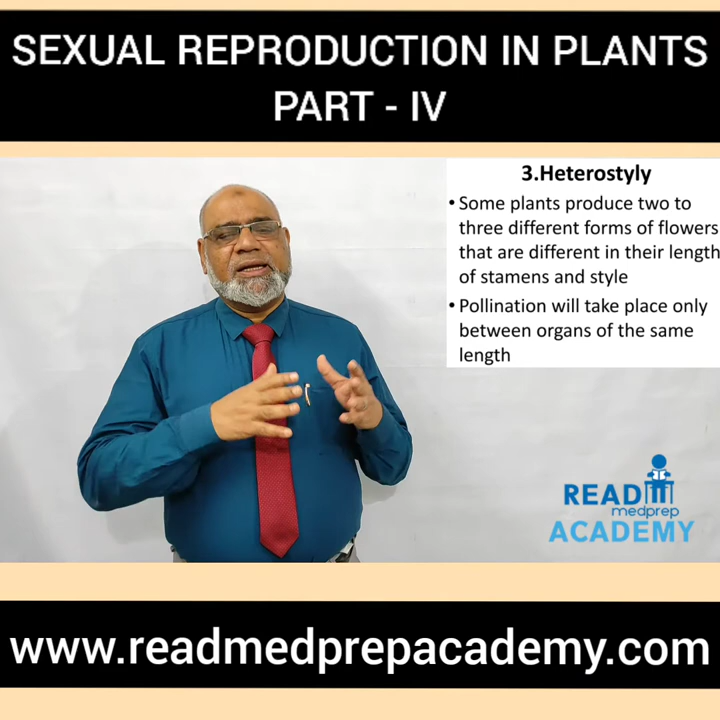 SEXUAL REPRODUCTION IN PLANTS
PART - IV
3.Heterostyly
• Some plants produce two to
three different forms of flowers
that are different in their length
of stamens and style
• Pollination will take place only
between organs of the same
length
READ
medprep
ACADEMY
www.readmedprepacademy.com